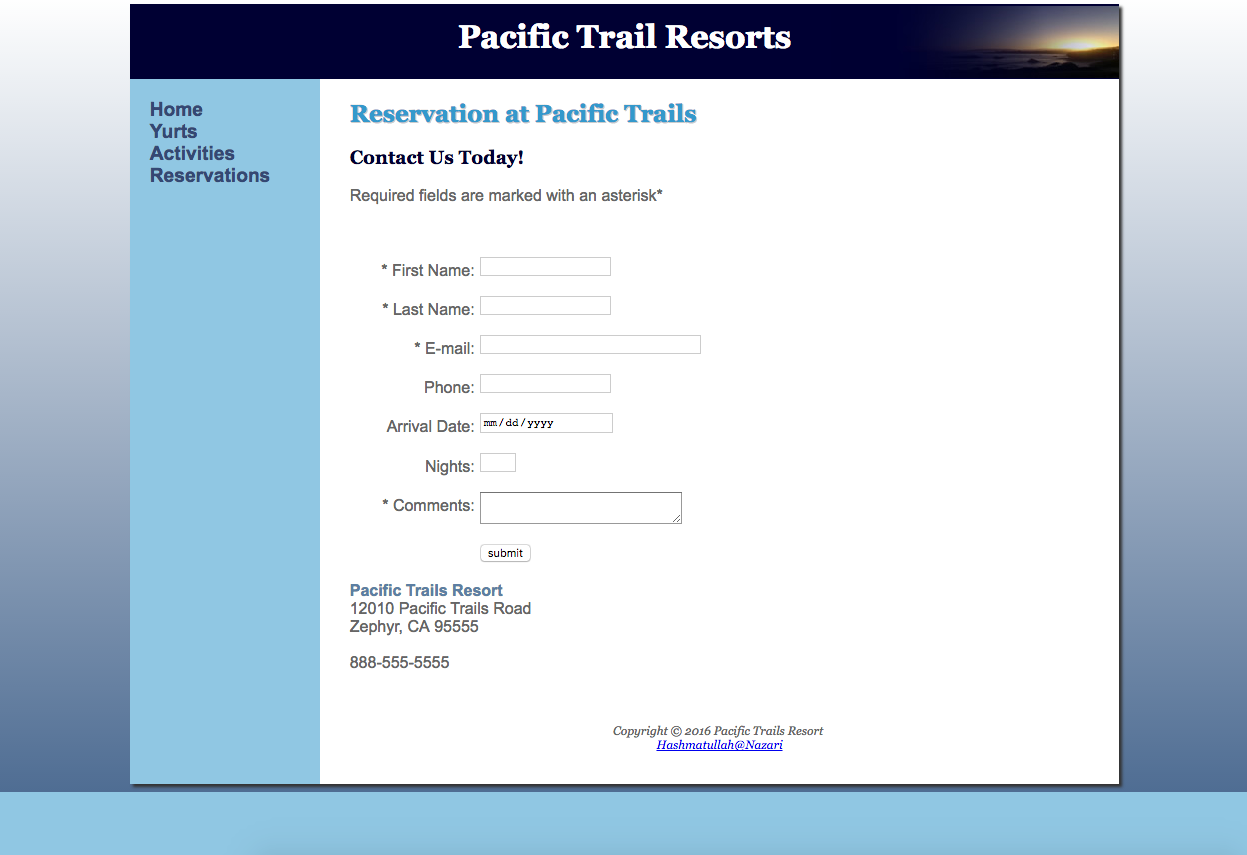 Pacific Trail Resorts
Home
Yurts
Activities
Reservations
Reservation at Pacific Trails
Contact Us Today!
Required fields are marked with an asterisk*
* First Name:
* Last Name:
* E-mail:
Phone:
Arrival Date: mm/dd/yyyy
Nights:
* Comments:
submit
Pacific Trails Resort
12010 Pacific Trails Road
Zephyr, CA 95555
888-555-5555
Copyright © 2016 Pacific Trails Resort
Hashmatullah@Nazari